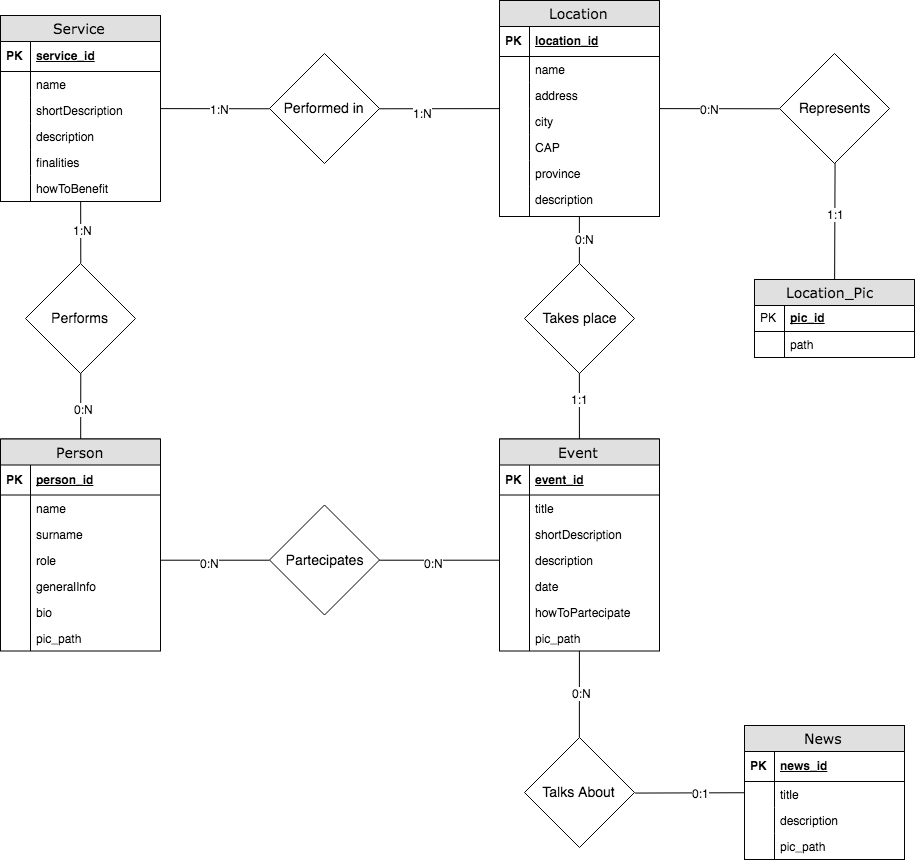 Service
PK service_id
name
shortDescription
description
finalities
howToBenefit
1:N
Performed in
1:N
Location
PK location_id
name
address
city
CAP
province
description
0:N
Represents
1:1
Location_Pic
PK pic_id
path
1:N
Performs
0:N
0:N
Takes place
1:1
Person
PK person_id
name
surname
role
generalInfo
bio
pic_path
0:N
Partecipates
0:N
Event
PK event_id
title
shortDescription
description
date
howToPartecipate
pic_path
0:N
Talks About
0:1
News
PK news_id
title
description
pic_path